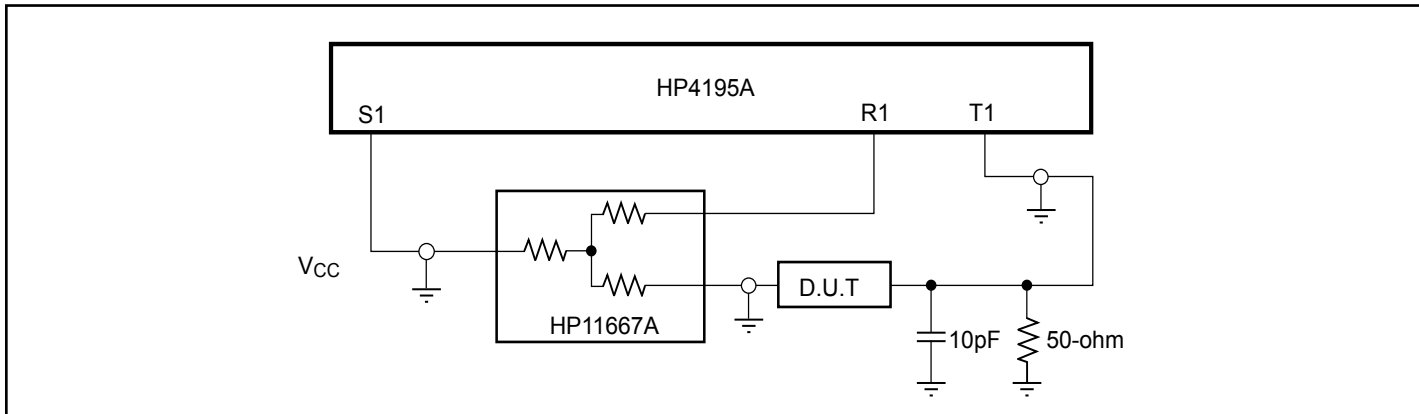 HP4195A
S1
R1
T1
VCC
D.U.T
HP11667A
10pF
50-ohm